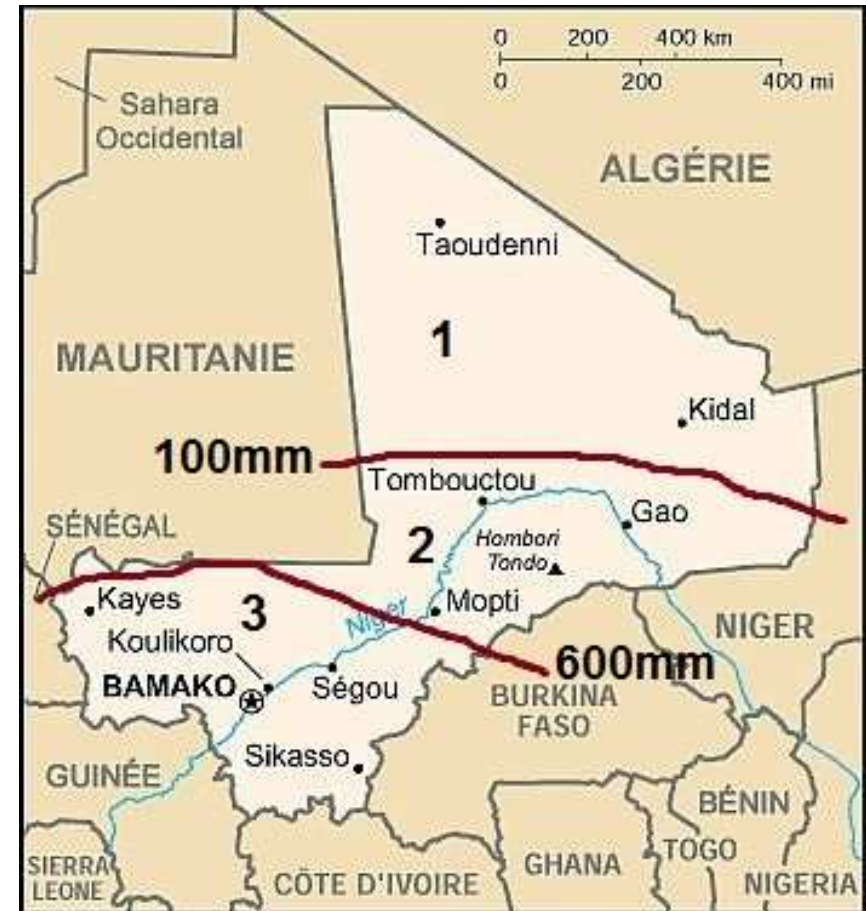 0 200 400 km
0 200 400 mi
Sahara
Occidental
ALGÉRIE
Taoudenni
1
MAURITANIE
Kidal
100mm
Tombouctou
Gao
SÉNÉGAL
2
Hombori
Tondo
Kayes
3
Niger
Mopti
NIGER
Koulikoro
BAMAKO
Ségou
600mm
BURKINA
FASO
Sikasso
GUINÉE
BÉNIN
SIERRA
LEONE
CÔTE D'IVOIRE
GHANA
TOGO
NIGERIA